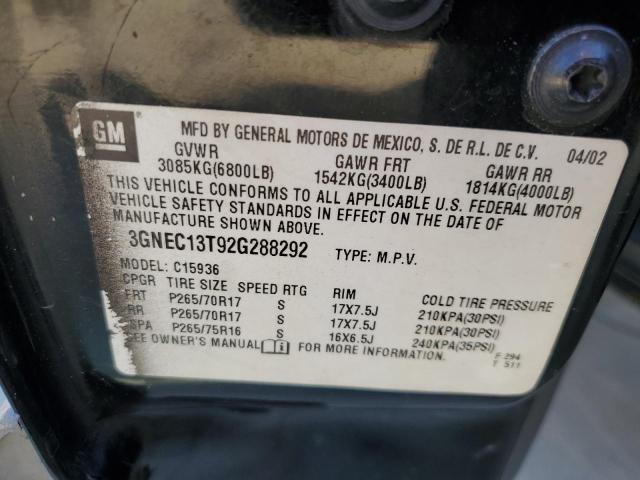 GM
MFD BY GENERAL MOTORS DE MEXICO, S. DE R.L. DE C.V. 04/02
GVWR GAWR FRT GAWR RR
3085KG(6800LB) 1542KG(3400LB) 1814KG(4000LB)
THIS VEHICLE CONFORMS TO ALL APPLICABLE U.S. FEDERAL MOTOR
VEHICLE SAFETY STANDARDS IN EFFECT ON THE DATE OF
MANUFACTURE SHOWN ABOVE.
3GNEC13T92G288292 TYPE: M.P.V.
MODEL: C15936
CPGR TIRE SIZE SPEED RTG RIM COLD TIRE PRESSURE
FRT P265/70R17 S 17X7.5J 210KPA(30PSI)
RR P265/70R17 S 17X7.5J 210KPA(30PSI)
SPA P265/75R16 S 16X6.5J 240KPA(35PSI)
SEE OWNER'S MANUAL i FOR MORE INFORMATION.
F 294
T 511